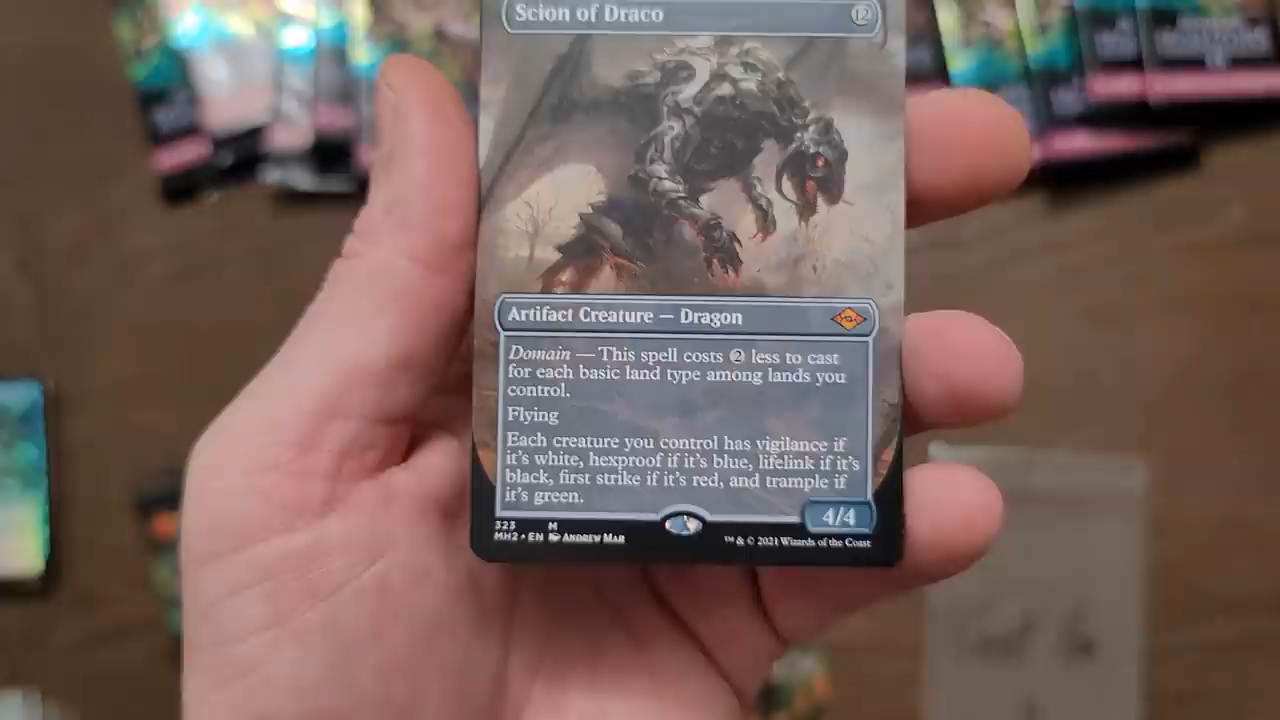 Scion of Draco 12
Artifact Creature — Dragon
Domain — This spell costs 2 less to cast
for each basic land type among lands you
control.
Flying
Each creature you control has vigilance if
it's white, hexproof if it's blue, lifelink if it's
black, first strike if it's red, and trample if
it's green.
4/4
323 M
MH2 • EN Andrew Mar ™ & © 2021 Wizards of the Coast